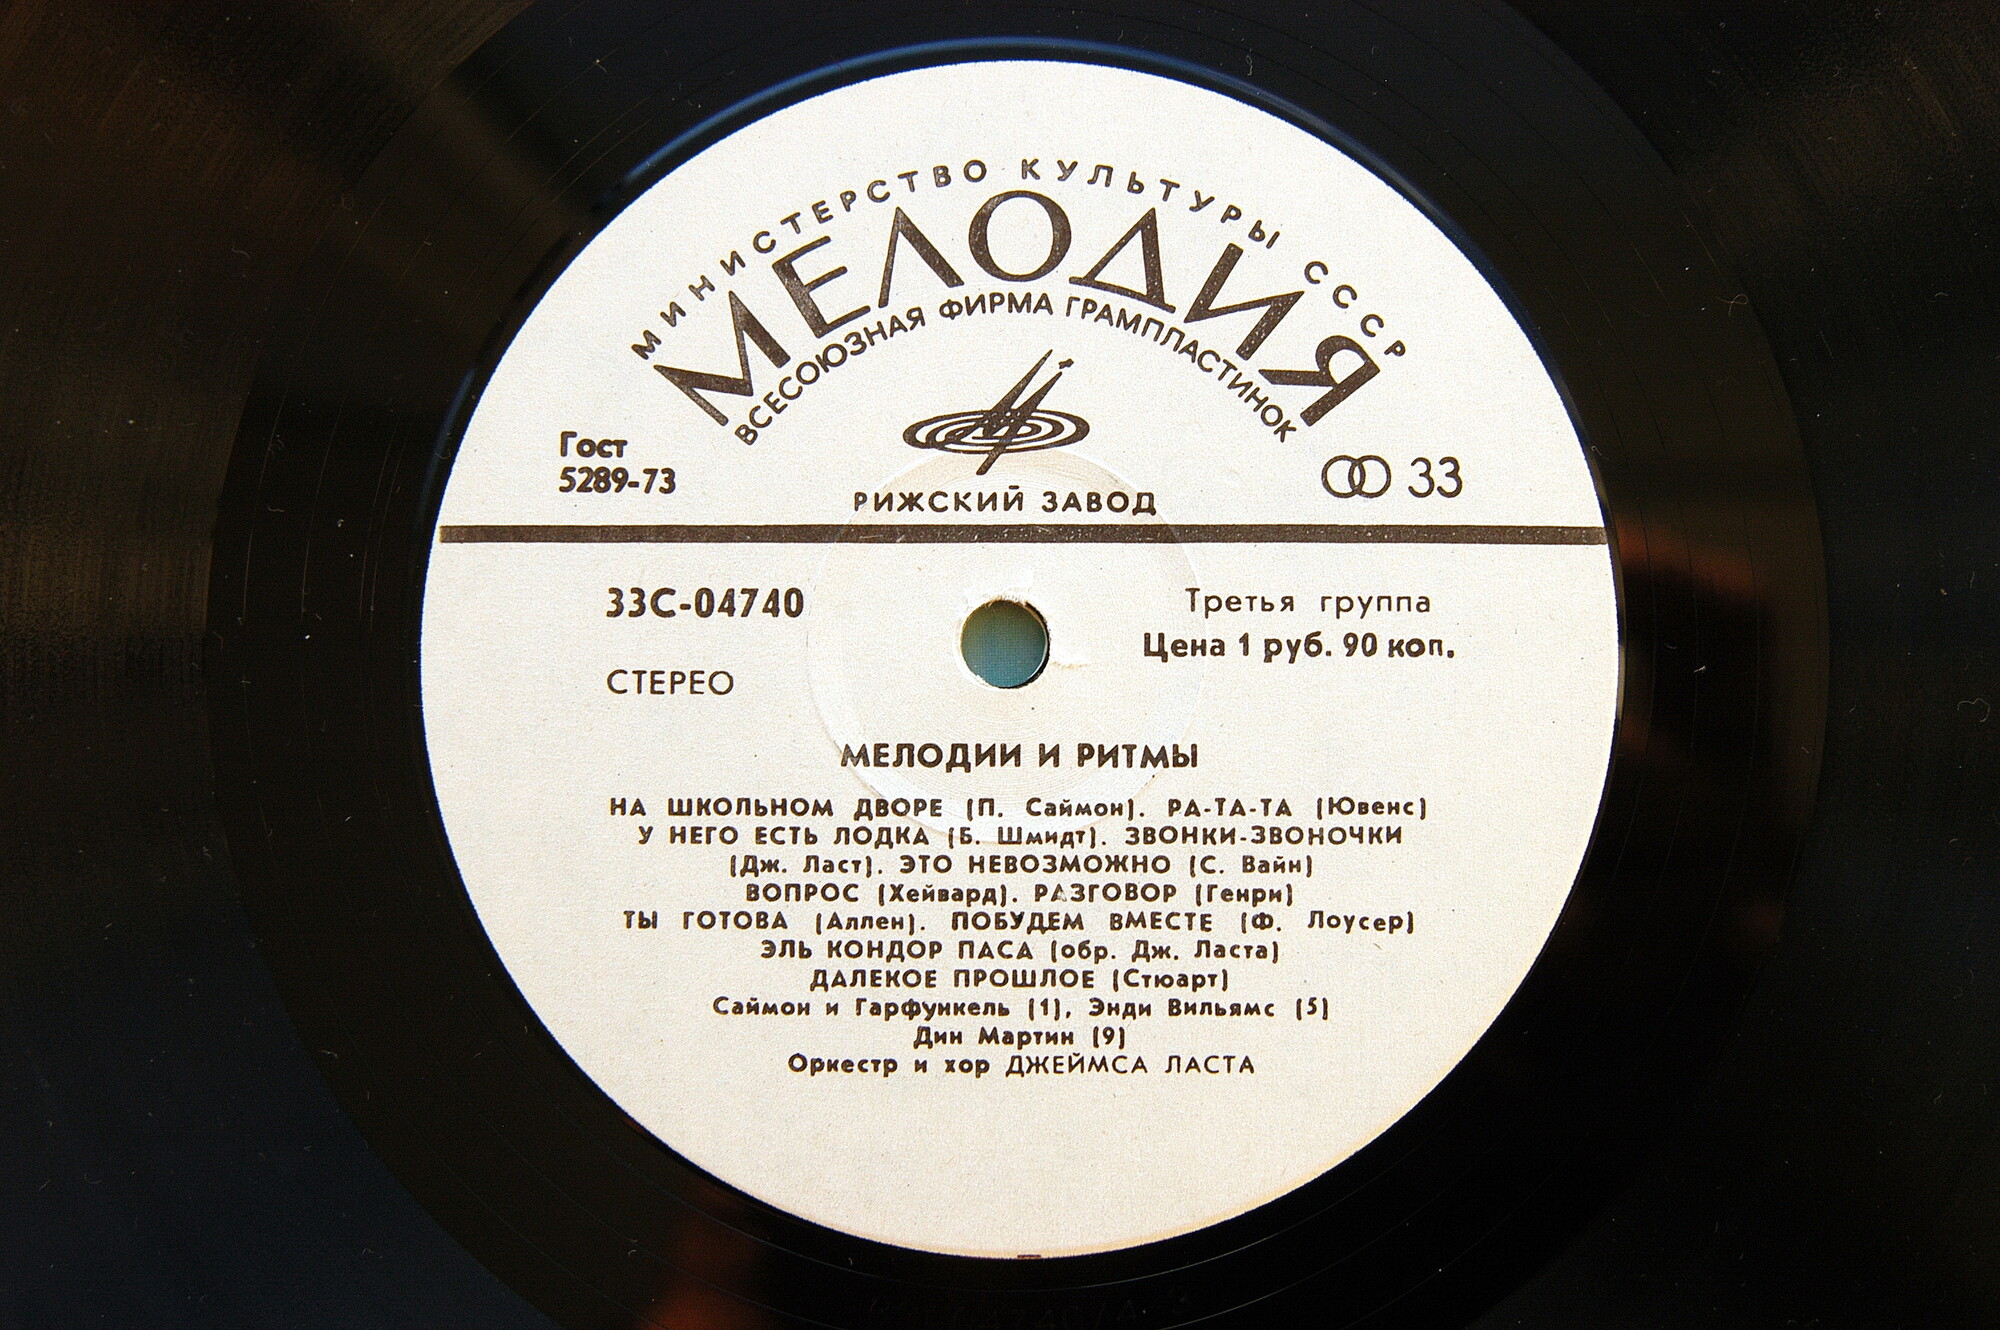 МИНИСТЕРСТВО КУЛЬТУРЫ СССР
МЕЛОДИЯ
ВСЕСОЮЗНАЯ ФИРМА ГРАМПЛАСТИНОК
Гост
5289-73
33
РИЖСКИЙ ЗАВОД
33С-04740
Третья группа
Цена 1 руб. 90 коп.
СТЕРЕО
МЕЛОДИИ И РИТМЫ
НА ШКОЛЬНОМ ДВОРЕ (П. Саймон). РА-ТА-ТА (Ювенс)
У НЕГО ЕСТЬ ЛОДКА (Б. Шмидт). ЗВОНКИ-ЗВОНОЧКИ
(Дж. Ласт). ЭТО НЕВОЗМОЖНО (С. Вайн)
ВОПРОС (Хейвард). РАЗГОВОР (Генри)
ТЫ ГОТОВА (Аллен). ПОБУДЕМ ВМЕСТЕ (Ф. Лоусер)
ЭЛЬ КОНДОР ПАСА (обр. Дж. Ласта)
ДАЛЕКОЕ ПРОШЛОЕ (Стюарт)
Саймон и Гарфункель (1), Энди Вильямс (5)
Дин Мартин (9)
Оркестр и хор ДЖЕЙМСА ЛАСТА